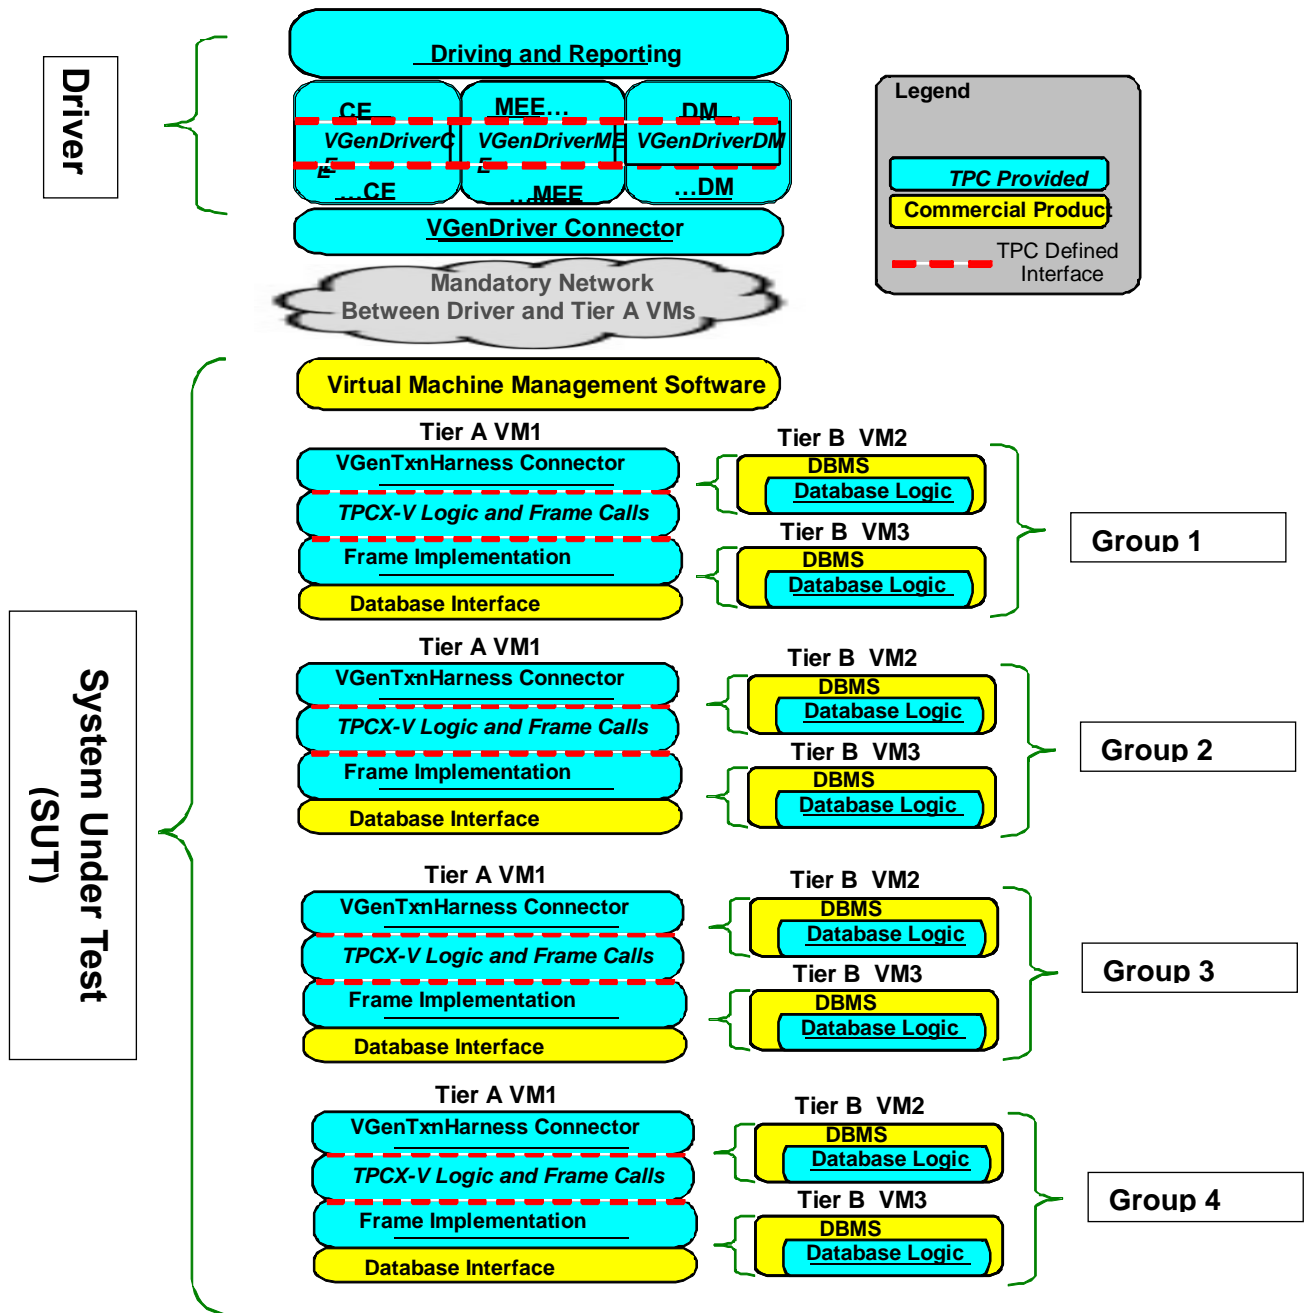 Driver
Driving and Reporting
CE...
MEE...
DM...
VGenDriverCE
VGenDriverMEE
VGenDriverDM
...CE
...MEE
...DM
VGenDriver Connector
Mandatory Network
Between Driver and Tier A VMs
Legend
TPC Provided
Commercial Product
TPC Defined
Interface
System Under Test
(SUT)
Virtual Machine Management Software
Tier A VM1
VGenTxnHarness Connector
TPCX-V Logic and Frame Calls
Frame Implementation
Database Interface
Tier B VM2
DBMS
Database Logic
Tier B VM3
DBMS
Database Logic
Group 1
Tier A VM1
VGenTxnHarness Connector
TPCX-V Logic and Frame Calls
Frame Implementation
Database Interface
Tier B VM2
DBMS
Database Logic
Tier B VM3
DBMS
Database Logic
Group 2
Tier A VM1
VGenTxnHarness Connector
TPCX-V Logic and Frame Calls
Frame Implementation
Database Interface
Tier B VM2
DBMS
Database Logic
Tier B VM3
DBMS
Database Logic
Group 3
Tier A VM1
VGenTxnHarness Connector
TPCX-V Logic and Frame Calls
Frame Implementation
Database Interface
Tier B VM2
DBMS
Database Logic
Tier B VM3
DBMS
Database Logic
Group 4